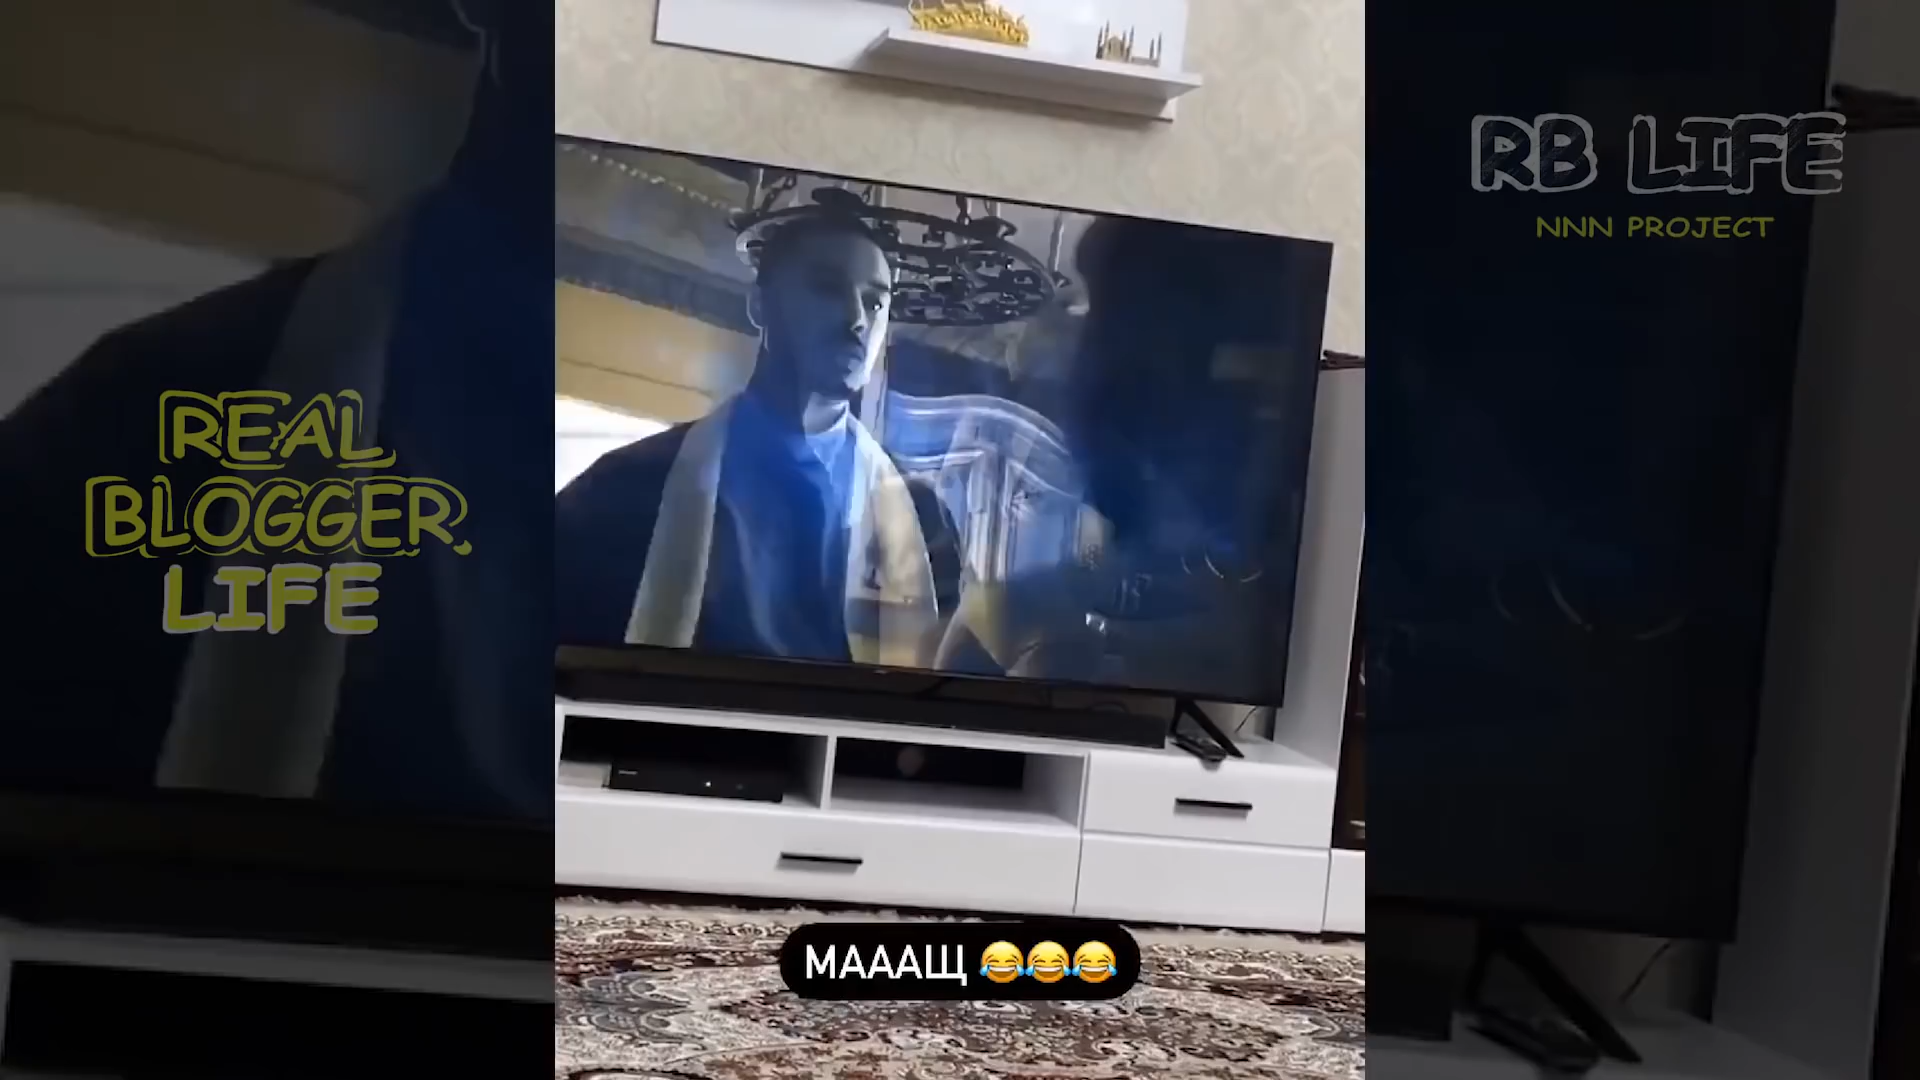 RB LIFE
NNN PROJECT
REAL
BLOGGER
LIFE
МАААЩ 😂😂😂